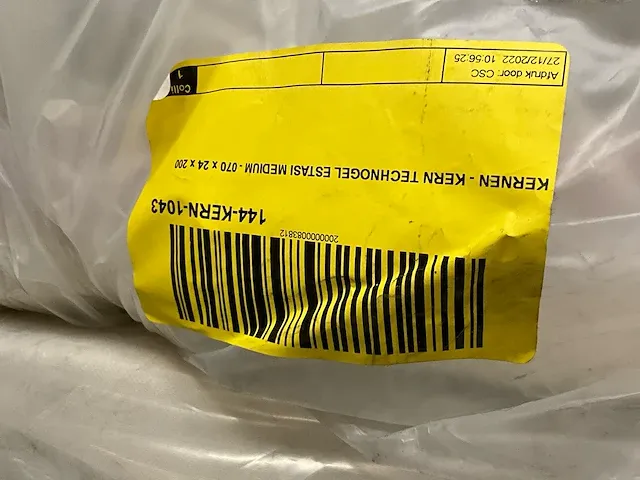 2000000083812
144-KERN-1043
KERNEN - KERN TECHNOGEL ESTASI MEDIUM - 070 x 24 x 200
Afdruk door: CSC
27/12/2022 10:56:25
Colli
1